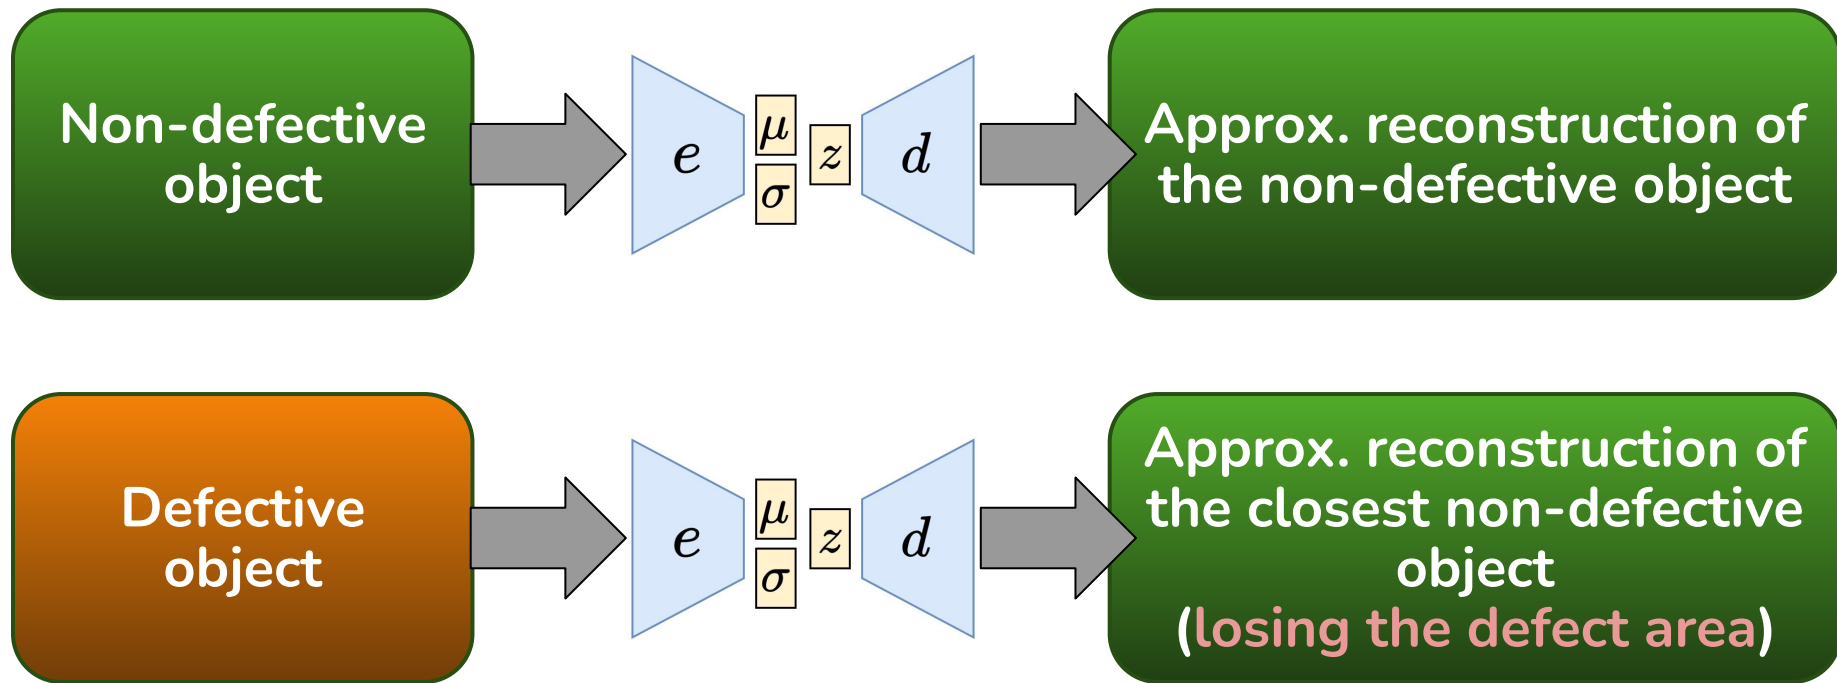 Non-defective
object
e
μ
σ
z
d
Approx. reconstruction of
the non-defective object
Defective
object
e
μ
σ
z
d
Approx. reconstruction of
the closest non-defective
object
(losing the defect area)